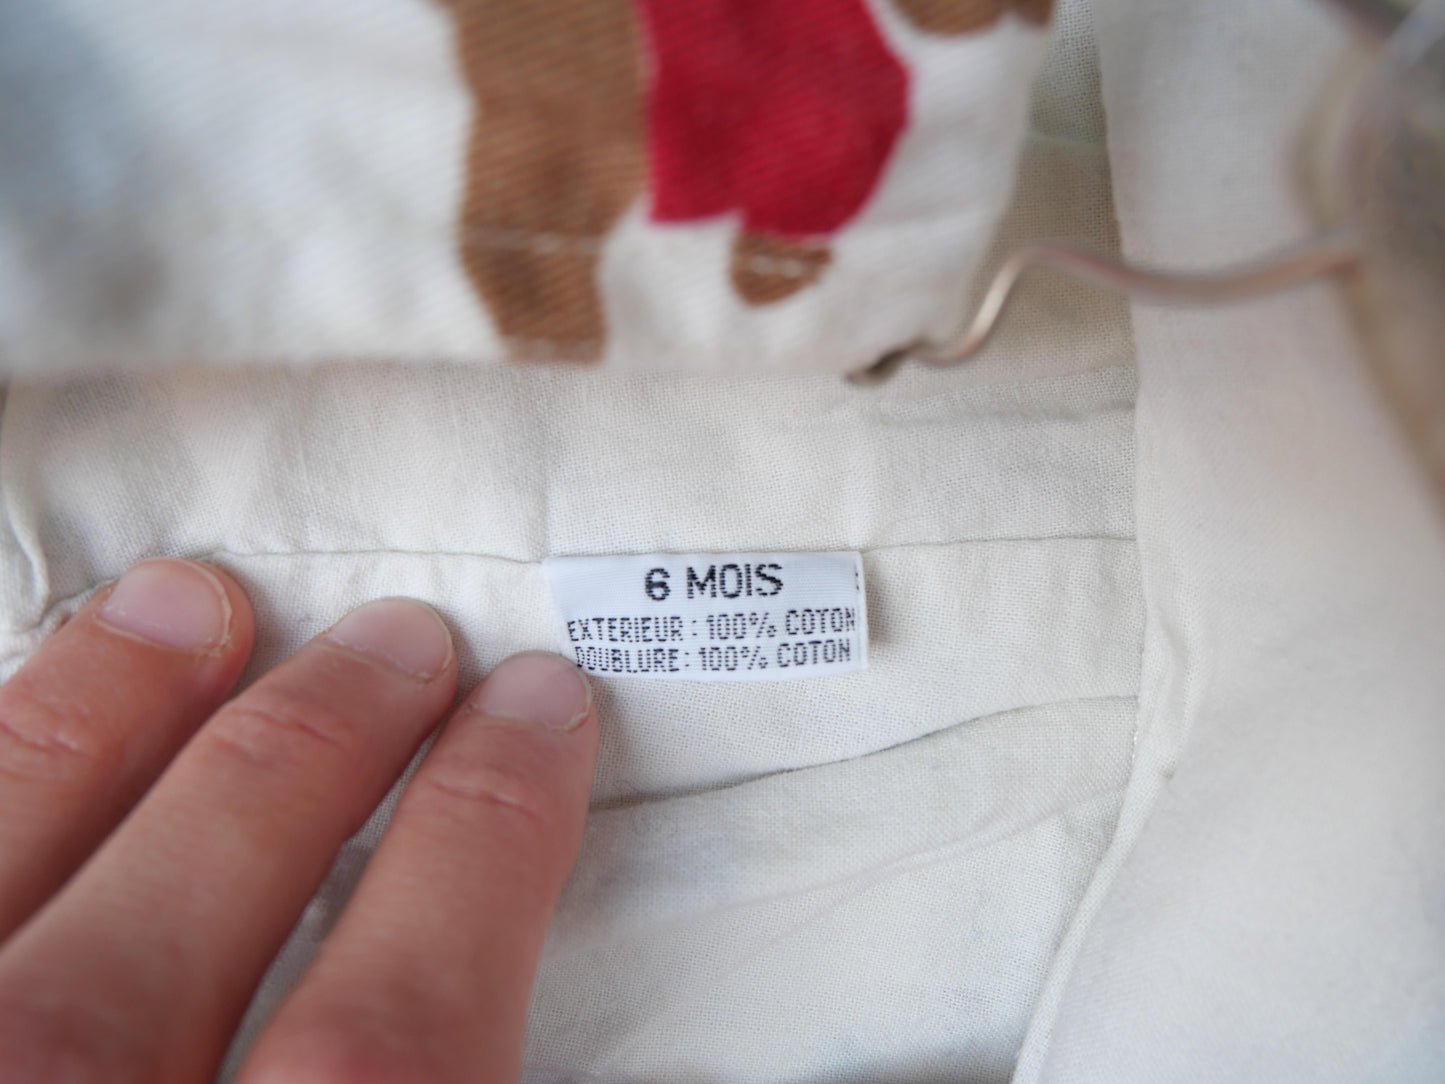 6 MOIS
EXTERIEUR : 100% COTON
DOUBLURE: 100% COTON